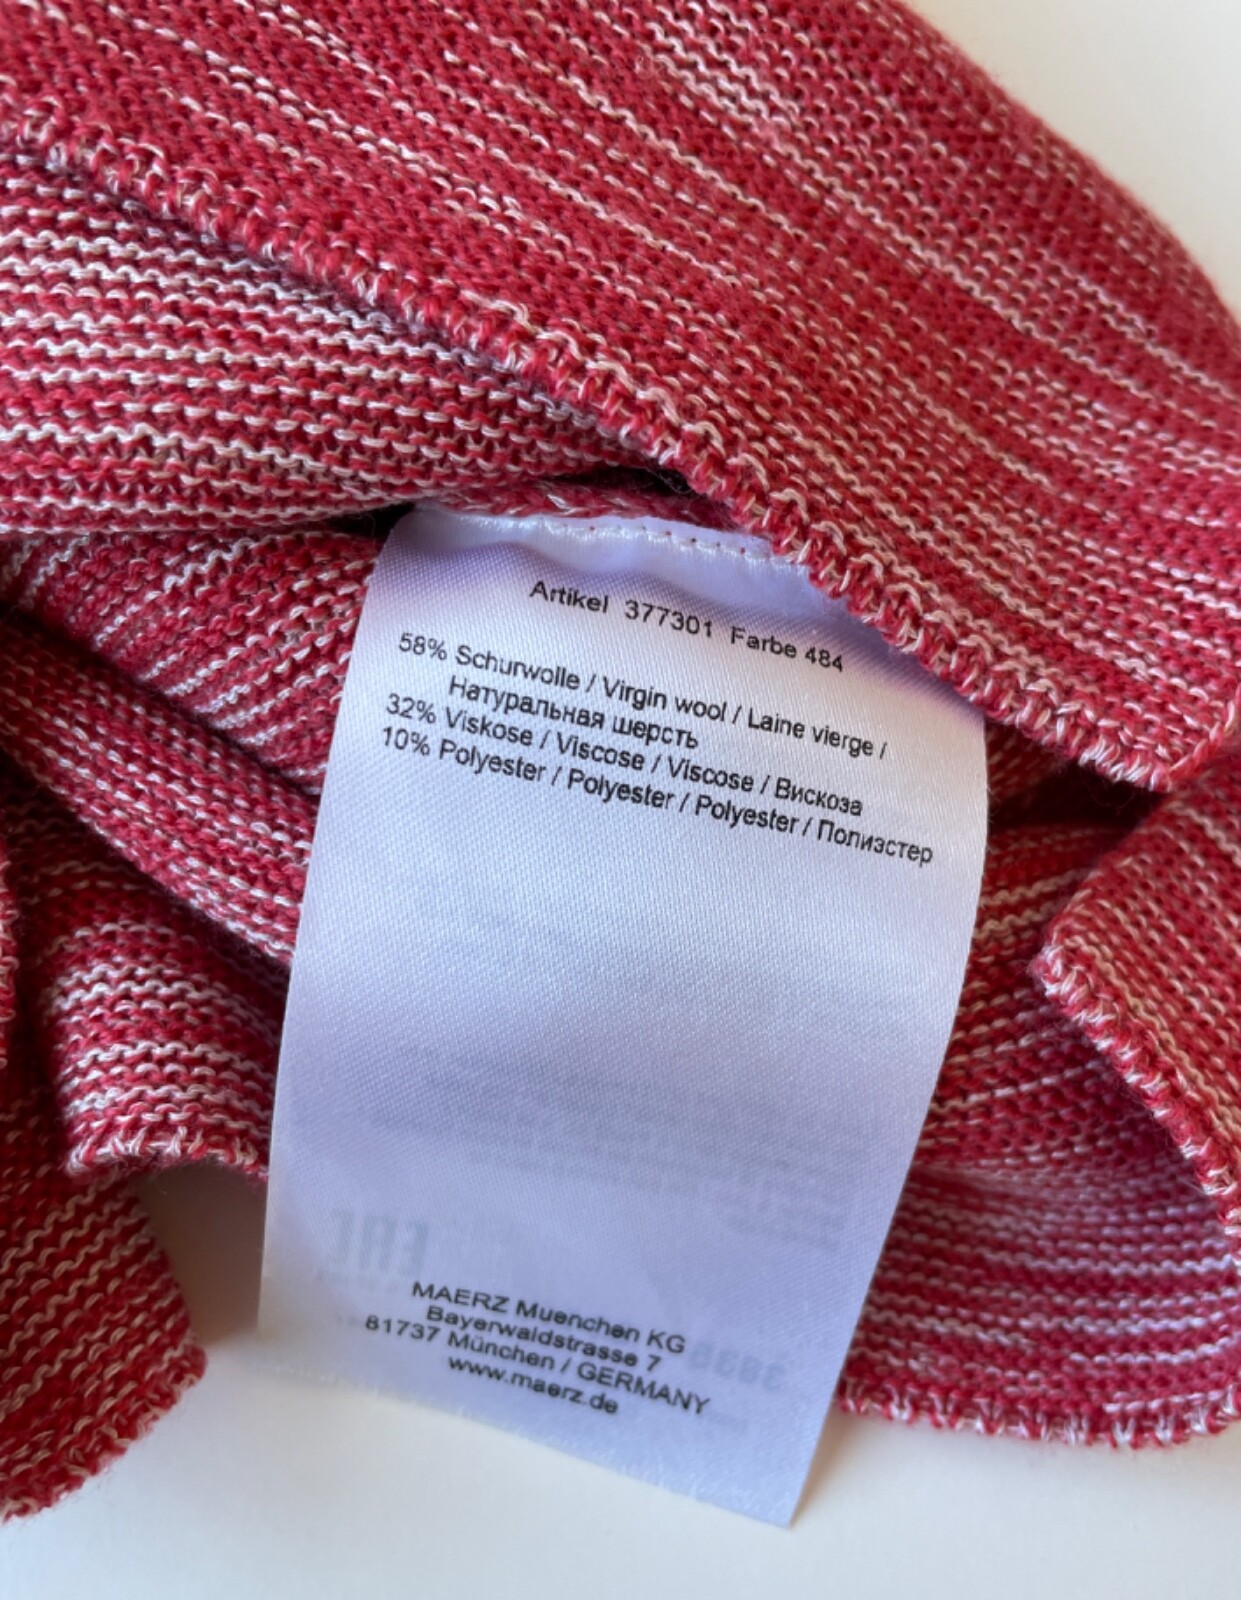 Artikel 377301 Farbe 484
58% Schurwolle / Virgin wool / Laine vierge /
Натуральная шерсть
32% Viskose / Viscose / Viscose / Вискоза
10% Polyester / Polyester / Polyester / Полиэстер
MAERZ Muenchen KG
Bayerwaldstrasse 7
81737 München / GERMANY
www.maerz.de